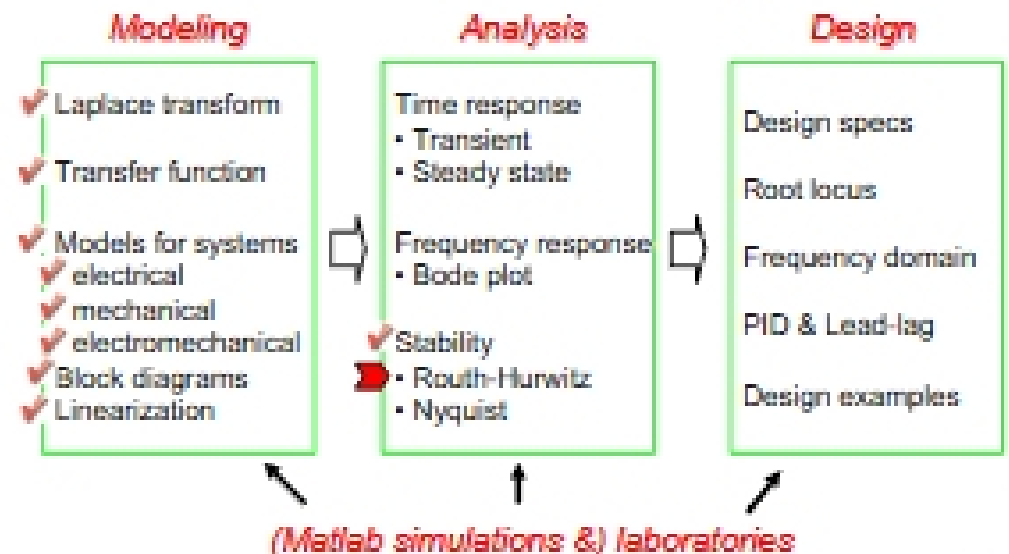 Modeling
Laplace transform
Transfer function
Models for systems
electrical
mechanical
electromechanical
Block diagrams
Linearization
Analysis
Time response
• Transient
• Steady state
Frequency response
• Bode plot
Stability
• Routh-Hurwitz
• Nyquist
Design
Design specs
Root locus
Frequency domain
PID & Lead-lag
Design examples
(Matlab simulations &) laboratories